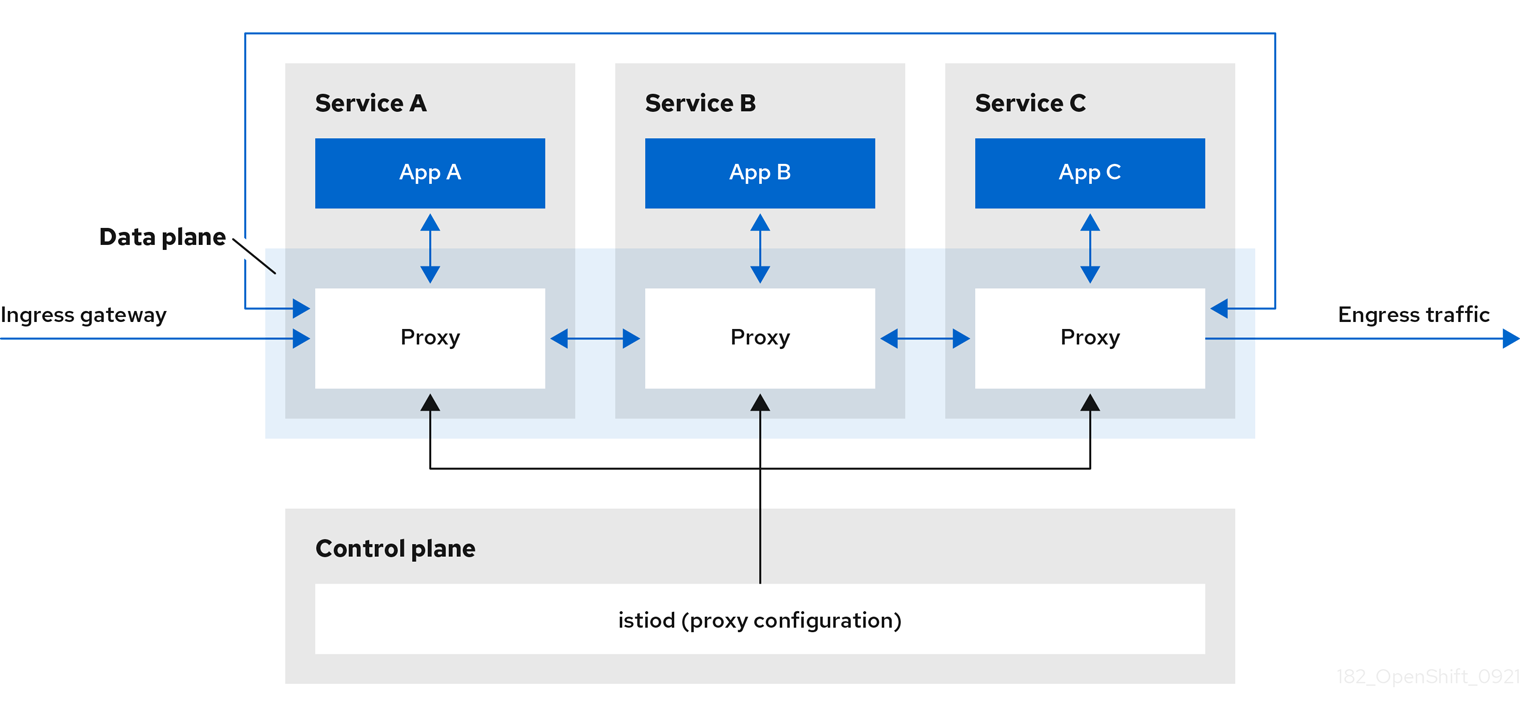 Service A
Service B
Service C
App A
App B
App C
Data plane
Ingress gateway
Proxy
Proxy
Proxy
Engress traffic
Control plane
istiod (proxy configuration)
182_OpenShift_0921